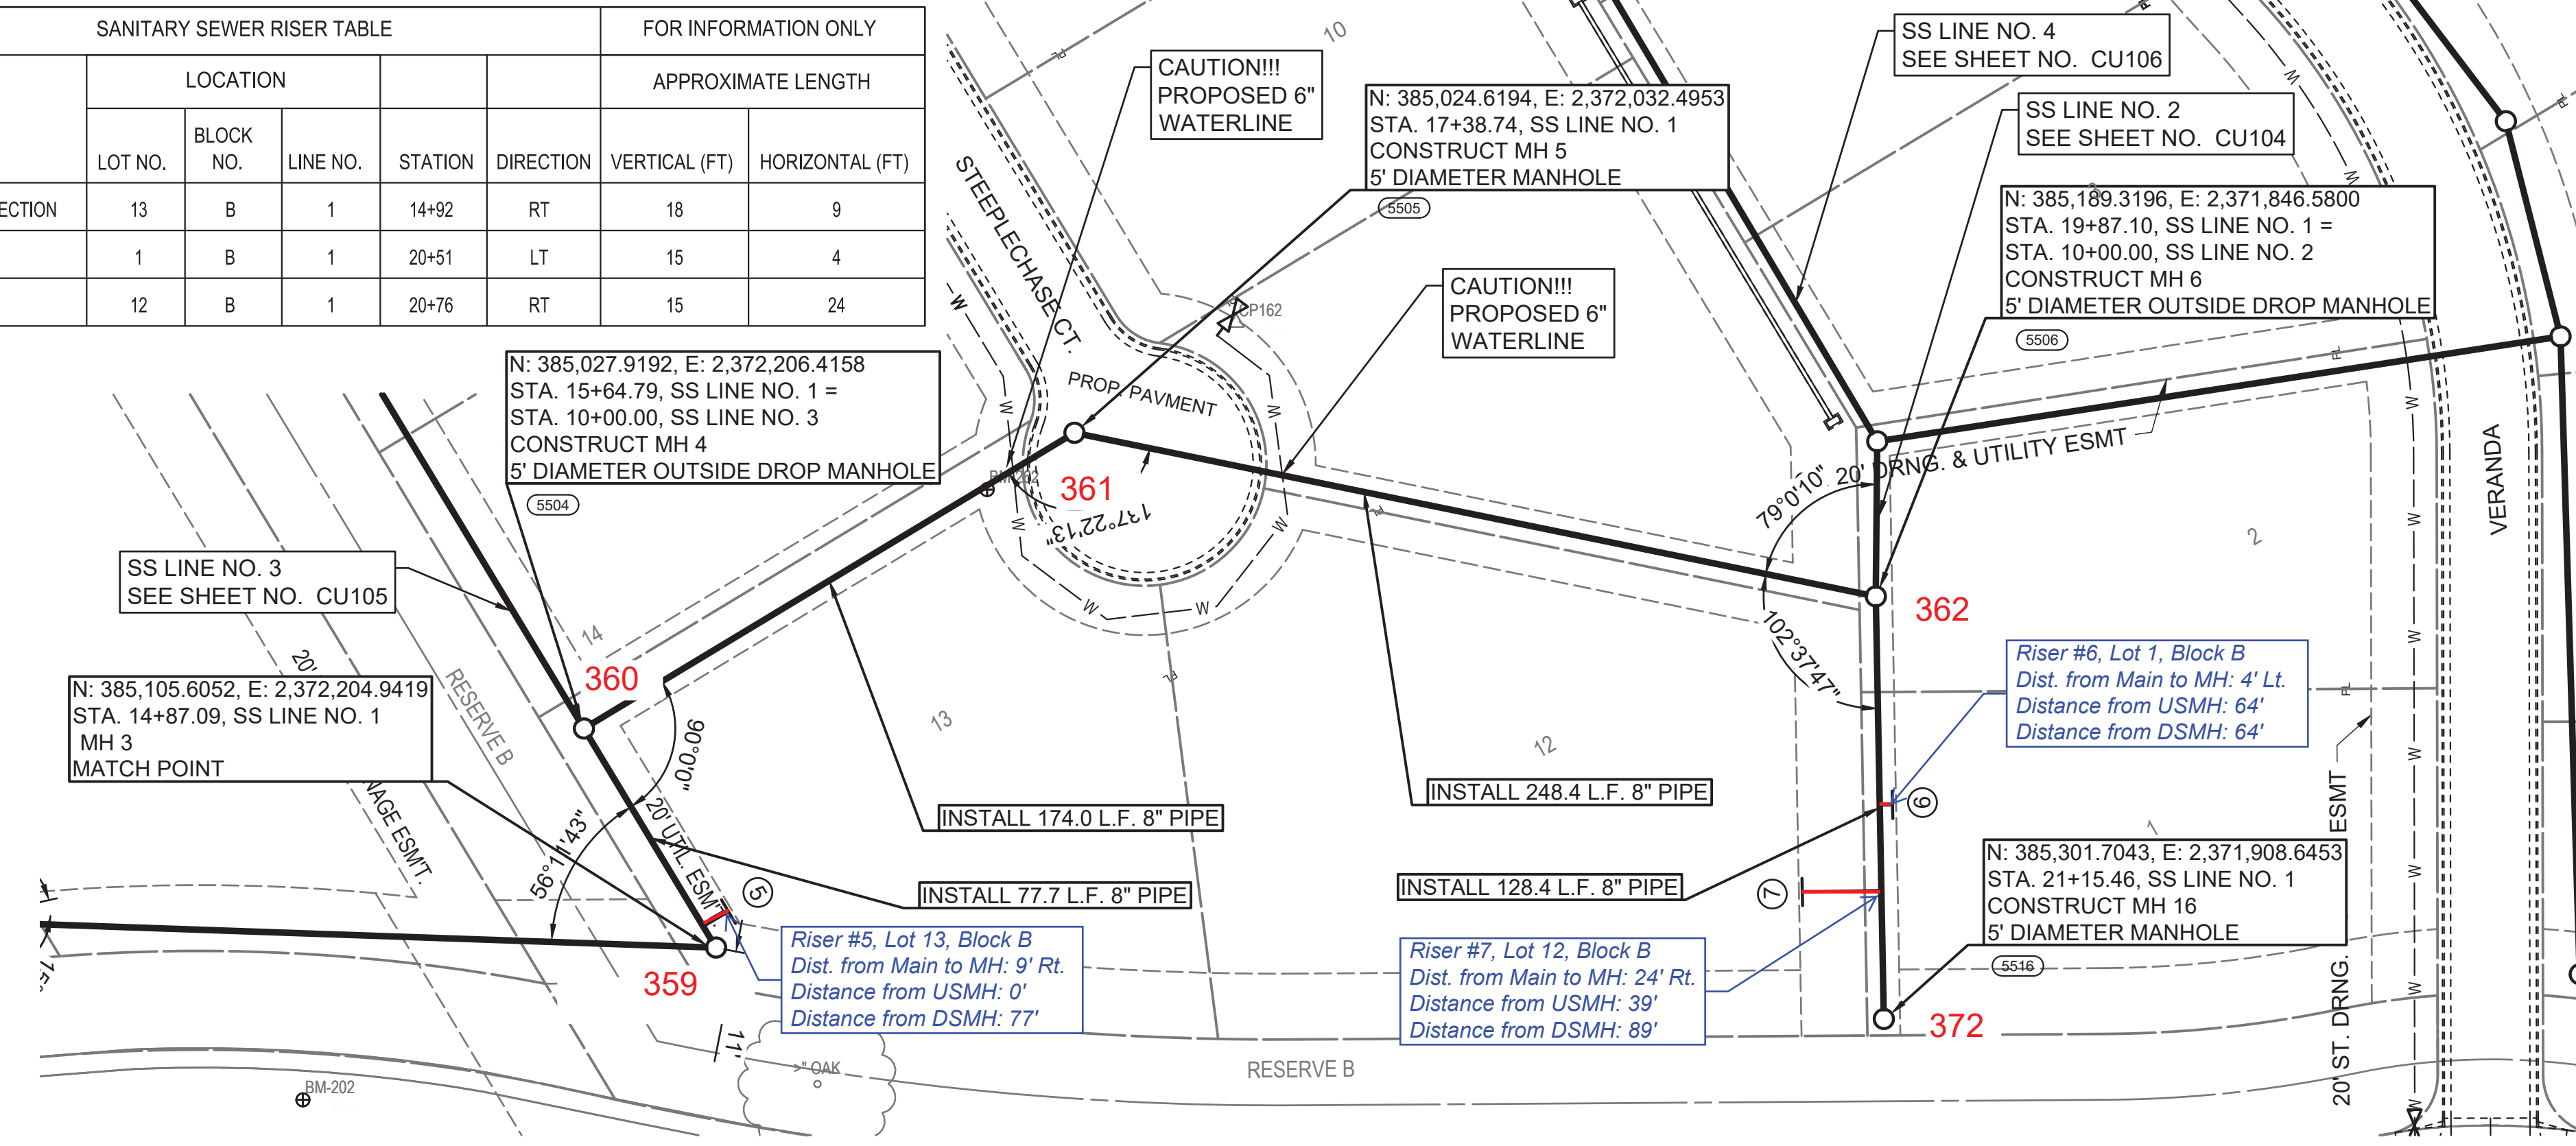 SANITARY SEWER RISER TABLE
FOR INFORMATION ONLY
LOCATION
APPROXIMATE LENGTH
LOT NO. BLOCK NO. LINE NO. STATION DIRECTION VERTICAL (FT) HORIZONTAL (FT)
ECTION 13 B 1 14+92 RT 18 9
1 B 1 20+51 LT 15 4
12 B 1 20+76 RT 15 24
CAUTION!!!
PROPOSED 6"
WATERLINE
10
N: 385,024.6194, E: 2,372,032.4953
STA. 17+38.74, SS LINE NO. 1
CONSTRUCT MH 5
5' DIAMETER MANHOLE
5505
SS LINE NO. 4
SEE SHEET NO. CU106
SS LINE NO. 2
SEE SHEET NO. CU104
3
N: 385,189.3196, E: 2,371,846.5800
STA. 19+87.10, SS LINE NO. 1 =
STA. 10+00.00, SS LINE NO. 2
CONSTRUCT MH 6
5' DIAMETER OUTSIDE DROP MANHOLE
5506
STEEPLECHASE CT.
CP162
CAUTION!!!
PROPOSED 6"
WATERLINE
PROP. PAVMENT
N: 385,027.9192, E: 2,372,206.4158
STA. 15+64.79, SS LINE NO. 1 =
STA. 10+00.00, SS LINE NO. 3
CONSTRUCT MH 4
5' DIAMETER OUTSIDE DROP MANHOLE
5504
BM-202
361
137°22'13"
79°0'10"
20' DRNG. & UTILITY ESMT
VERANDA
2
SS LINE NO. 3
SEE SHEET NO. CU105
14
360
362
102°37'47"
20'
NAGE ESM'T.
RESERVE B
N: 385,105.6052, E: 2,372,204.9419
STA. 14+87.09, SS LINE NO. 1
MH 3
MATCH POINT
90°0'0"
13
12
Riser #6, Lot 1, Block B
Dist. from Main to MH: 4' Lt.
Distance from USMH: 64'
Distance from DSMH: 64'
56°11'43"
20' UTIL. ESM'T.
INSTALL 174.0 L.F. 8" PIPE
INSTALL 248.4 L.F. 8" PIPE
6
1
INSTALL 77.7 L.F. 8" PIPE
INSTALL 128.4 L.F. 8" PIPE
5
7
N: 385,301.7043, E: 2,371,908.6453
STA. 21+15.46, SS LINE NO. 1
CONSTRUCT MH 16
5' DIAMETER MANHOLE
5516
20' ST. DRNG. ESMT
PL
W
Riser #5, Lot 13, Block B
Dist. from Main to MH: 9' Rt.
Distance from USMH: 0'
Distance from DSMH: 77'
Riser #7, Lot 12, Block B
Dist. from Main to MH: 24' Rt.
Distance from USMH: 39'
Distance from DSMH: 89'
359
372
11'
OAK
BM-202
RESERVE B